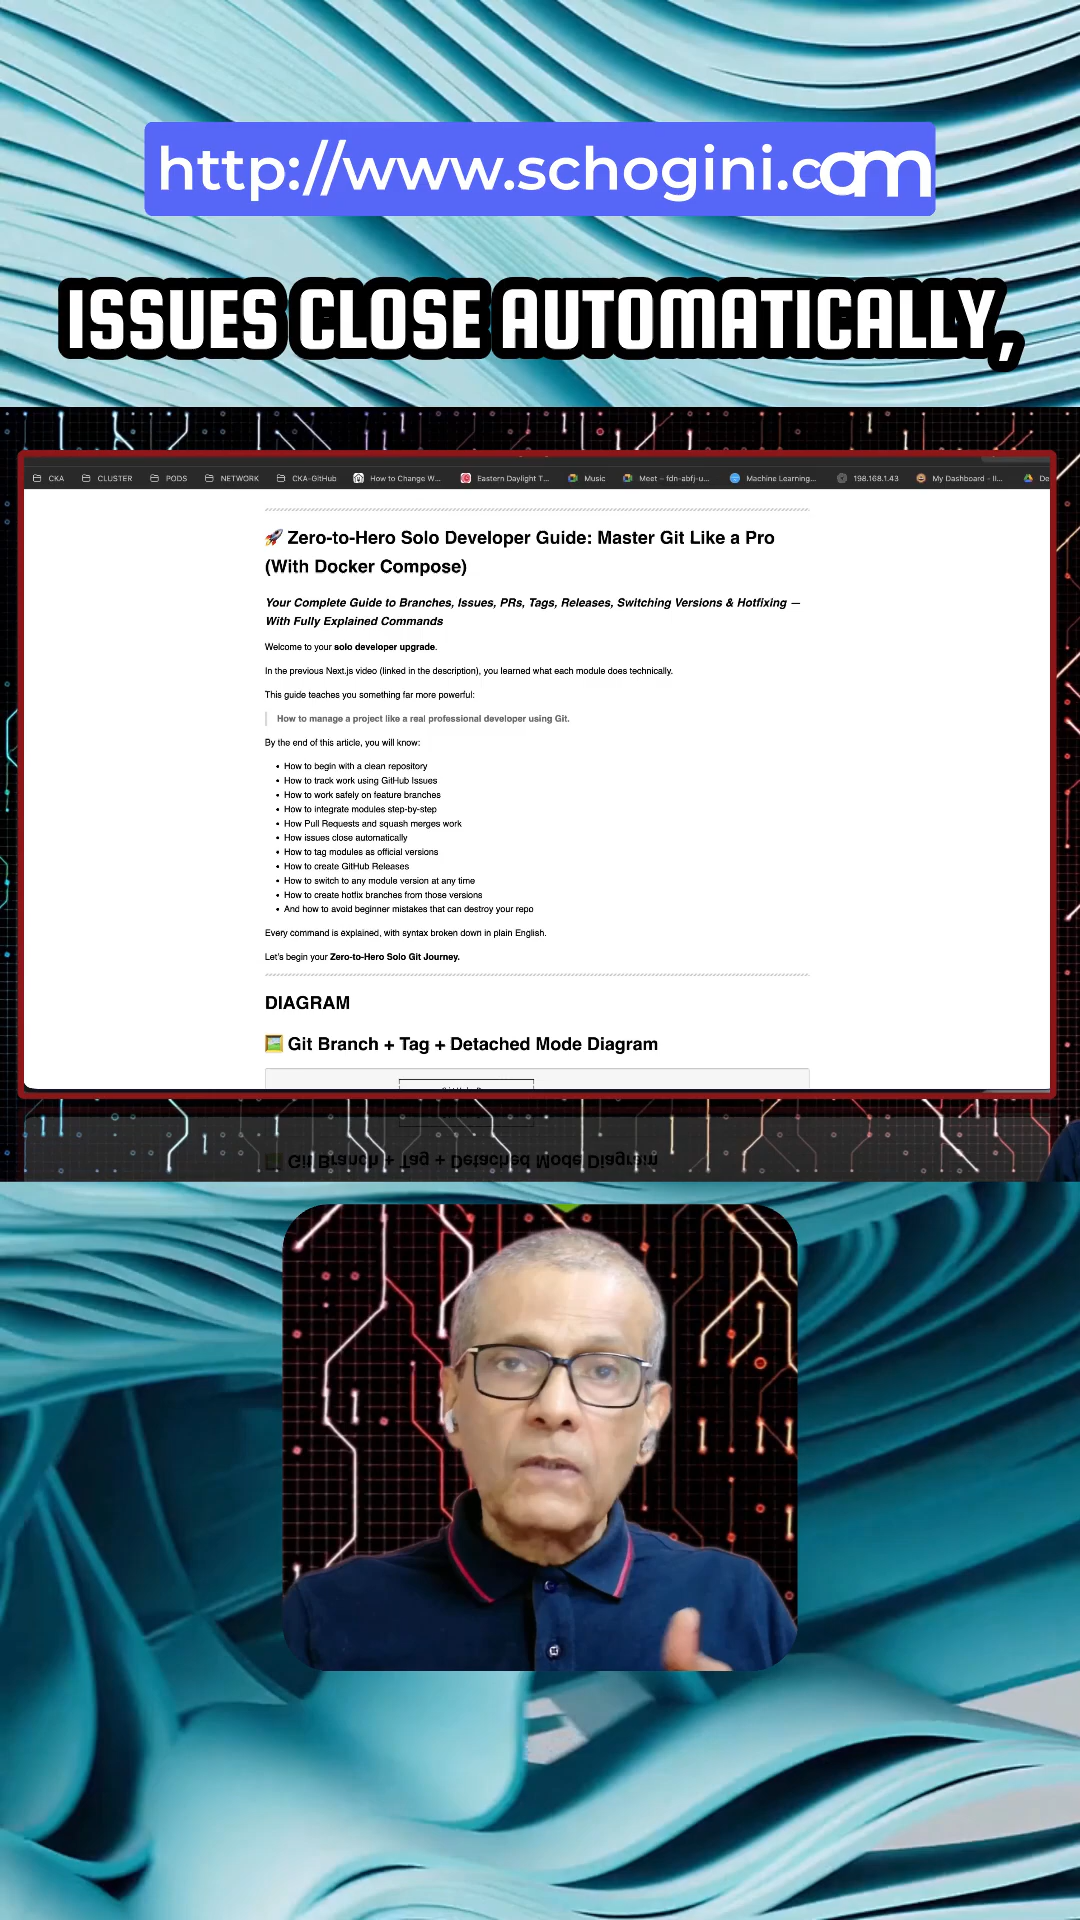 http://www.schogini.com
ISSUES CLOSE AUTOMATICALLY,
CKA CLUSTER PODS NETWORK CKA-GitHub How to Change W... Eastern Daylight T... Music Meet – fdn-abfj-u... Machine Learning... 198.168.1.43 My Dashboard - II... De
🚀 Zero-to-Hero Solo Developer Guide: Master Git Like a Pro
(With Docker Compose)
Your Complete Guide to Branches, Issues, PRs, Tags, Releases, Switching Versions & Hotfixing —
With Fully Explained Commands
Welcome to your solo developer upgrade.
In the previous Next.js video (linked in the description), you learned what each module does technically.
This guide teaches you something far more powerful:
How to manage a project like a real professional developer using Git.
By the end of this article, you will know:
• How to begin with a clean repository
• How to track work using GitHub Issues
• How to work safely on feature branches
• How to integrate modules step-by-step
• How Pull Requests and squash merges work
• How issues close automatically
• How to tag modules as official versions
• How to create GitHub Releases
• How to switch to any module version at any time
• How to create hotfix branches from those versions
• And how to avoid beginner mistakes that can destroy your repo
Every command is explained, with syntax broken down in plain English.
Let's begin your Zero-to-Hero Solo Git Journey.
DIAGRAM
🖼️ Git Branch + Tag + Detached Mode Diagram
Git Branch + Tag + Detached Mode Diagram